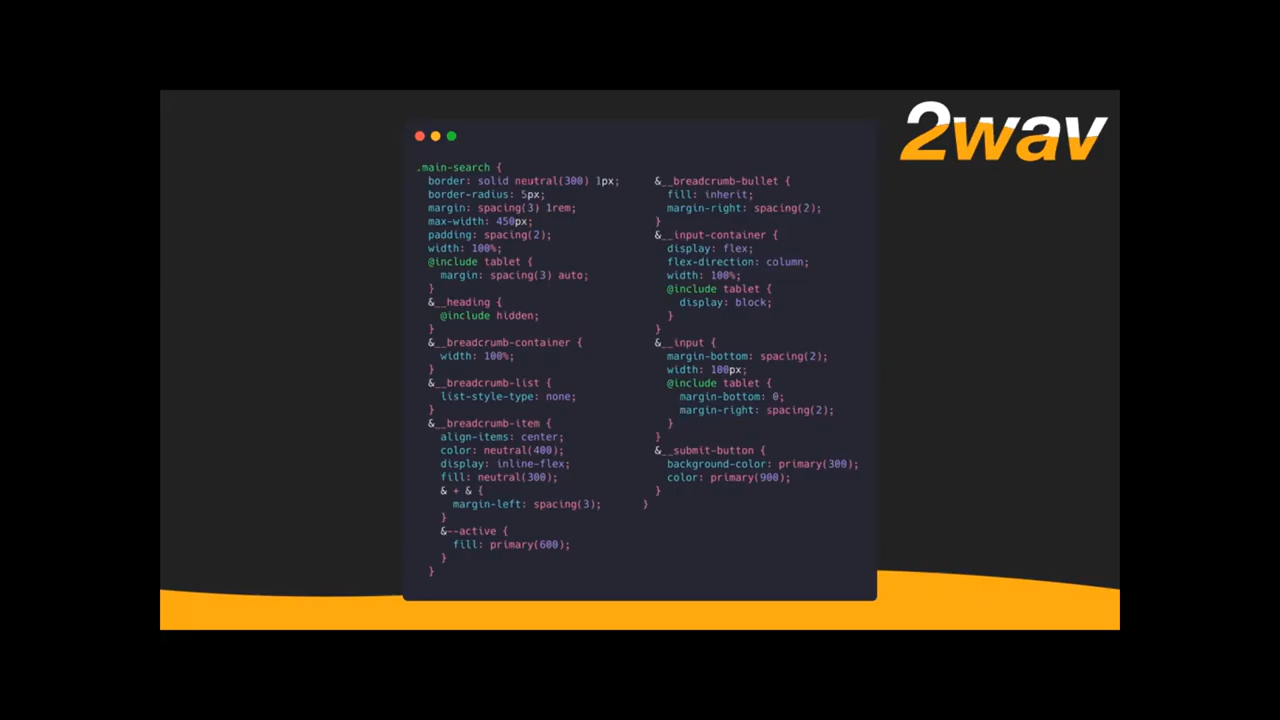 2wav
.main-search {
border: solid neutral(300) 1px;
border-radius: 5px;
margin: spacing(3) 1rem;
max-width: 450px;
padding: spacing(2);
width: 100%;
@include tablet {
margin: spacing(3) auto;
}
&__heading {
@include hidden;
}
&__breadcrumb-container {
width: 100%;
}
&__breadcrumb-list {
list-style-type: none;
}
&__breadcrumb-item {
align-items: center;
color: neutral(400);
display: inline-flex;
fill: neutral(300);
& + & {
margin-left: spacing(3);
}
&--active {
fill: primary(600);
}
}
&__breadcrumb-bullet {
fill: inherit;
margin-right: spacing(2);
}
&__input-container {
display: flex;
flex-direction: column;
width: 100%;
@include tablet {
display: block;
}
}
&__input {
margin-bottom: spacing(2);
width: 100px;
@include tablet {
margin-bottom: 0;
margin-right: spacing(2);
}
}
&__submit-button {
background-color: primary(300);
color: primary(900);
}
}